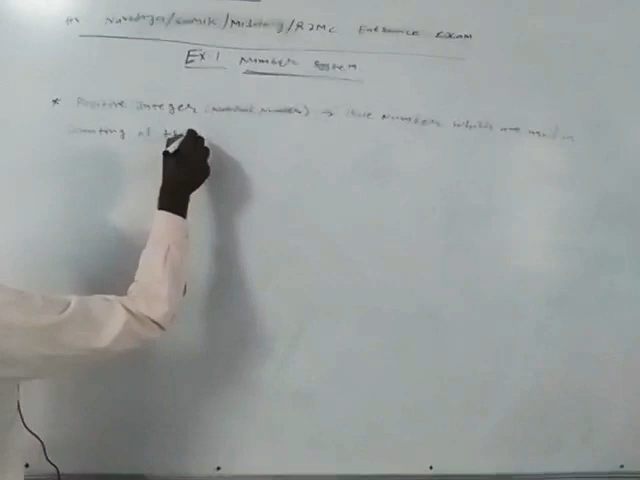 Navodaya/sainik/Military/RIMC Entrance EXAM
EX 1 Number System
* Positive integer (Natural Number) → The Number which are used in
counting of